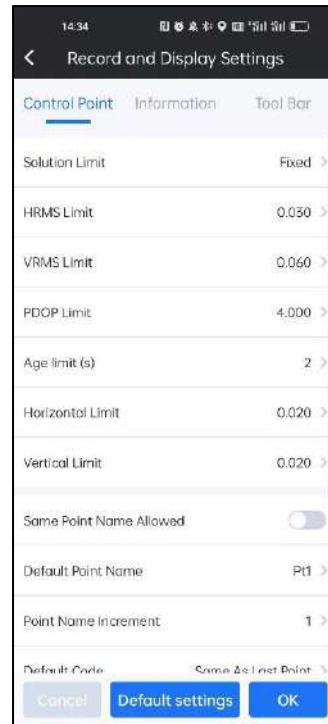 14:34
Record and Display Settings
Control Point Information Tool Bar
Solution Limit Fixed
HRMS Limit 0.030
VRMS Limit 0.060
PDOP Limit 4.000
Age limit (s) 2
Horizontal Limit 0.020
Vertical Limit 0.020
Same Point Name Allowed
Default Point Name Pt1
Point Name Increment 1
Default Code Same As Last Point
Cancel Default settings OK